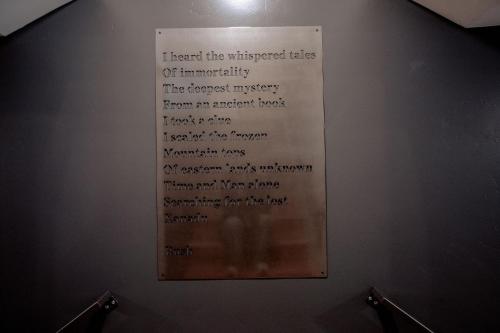 I heard the whispered tales
Of immortality
The deepest mystery
From an ancient book
I took a clue
I scaled the frozen
Mountain tops
Of eastern lands unknown
Time and Man alone
Searching for the lost
Xanadu
Rush